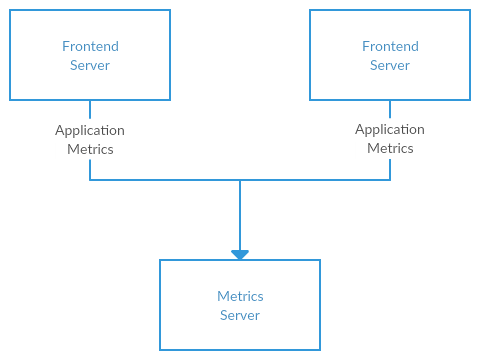 Frontend
Server
Frontend
Server
Application
Metrics
Application
Metrics
Metrics
Server